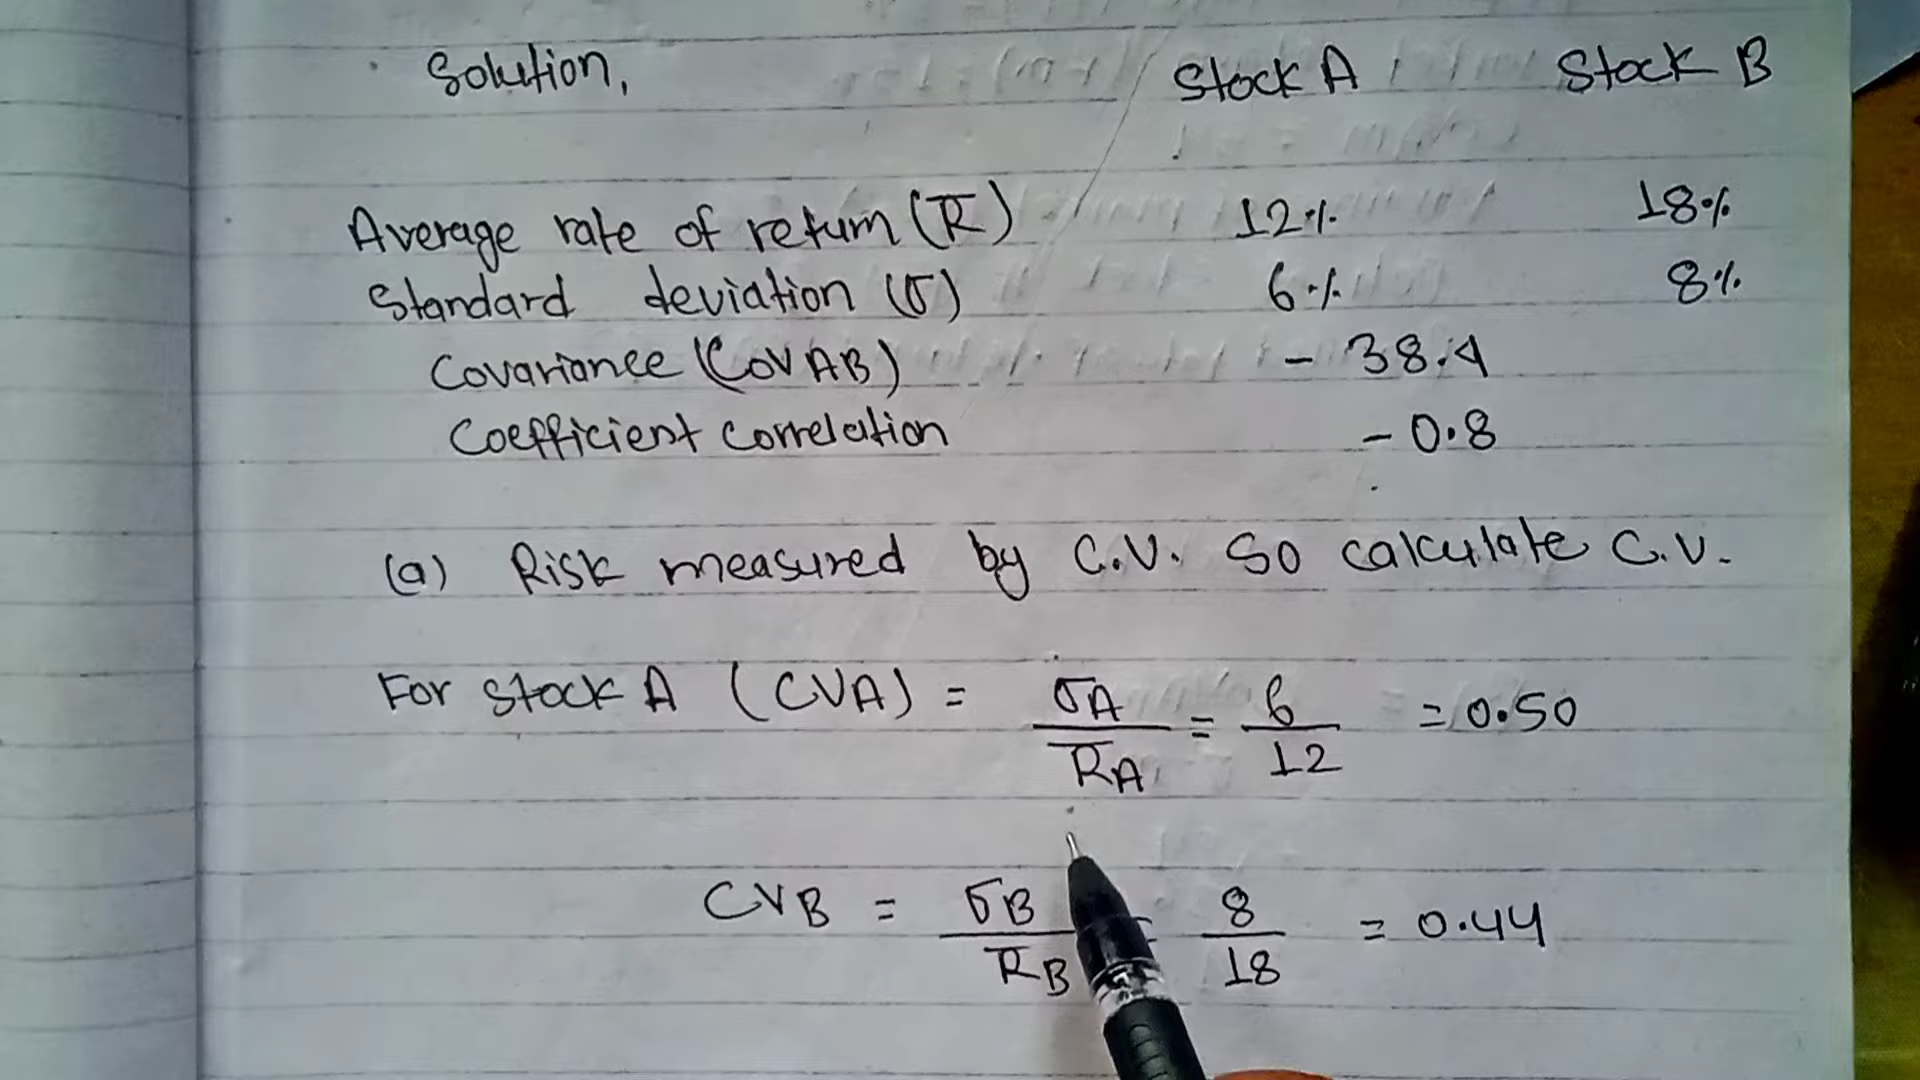 Solution, Stock A Stock B
Average rate of return (R̅) 12% 18%
Standard deviation (σ) 6% 8%
Covariance (COVAB) - 38.4
Coefficient correlation - 0.8
(a) Risk measured by C.V. So calculate C.V.
For stock A (CVA) = σA / R̅A = 6 / 12 = 0.50
CVB = σB / R̅B = 8 / 18 = 0.44